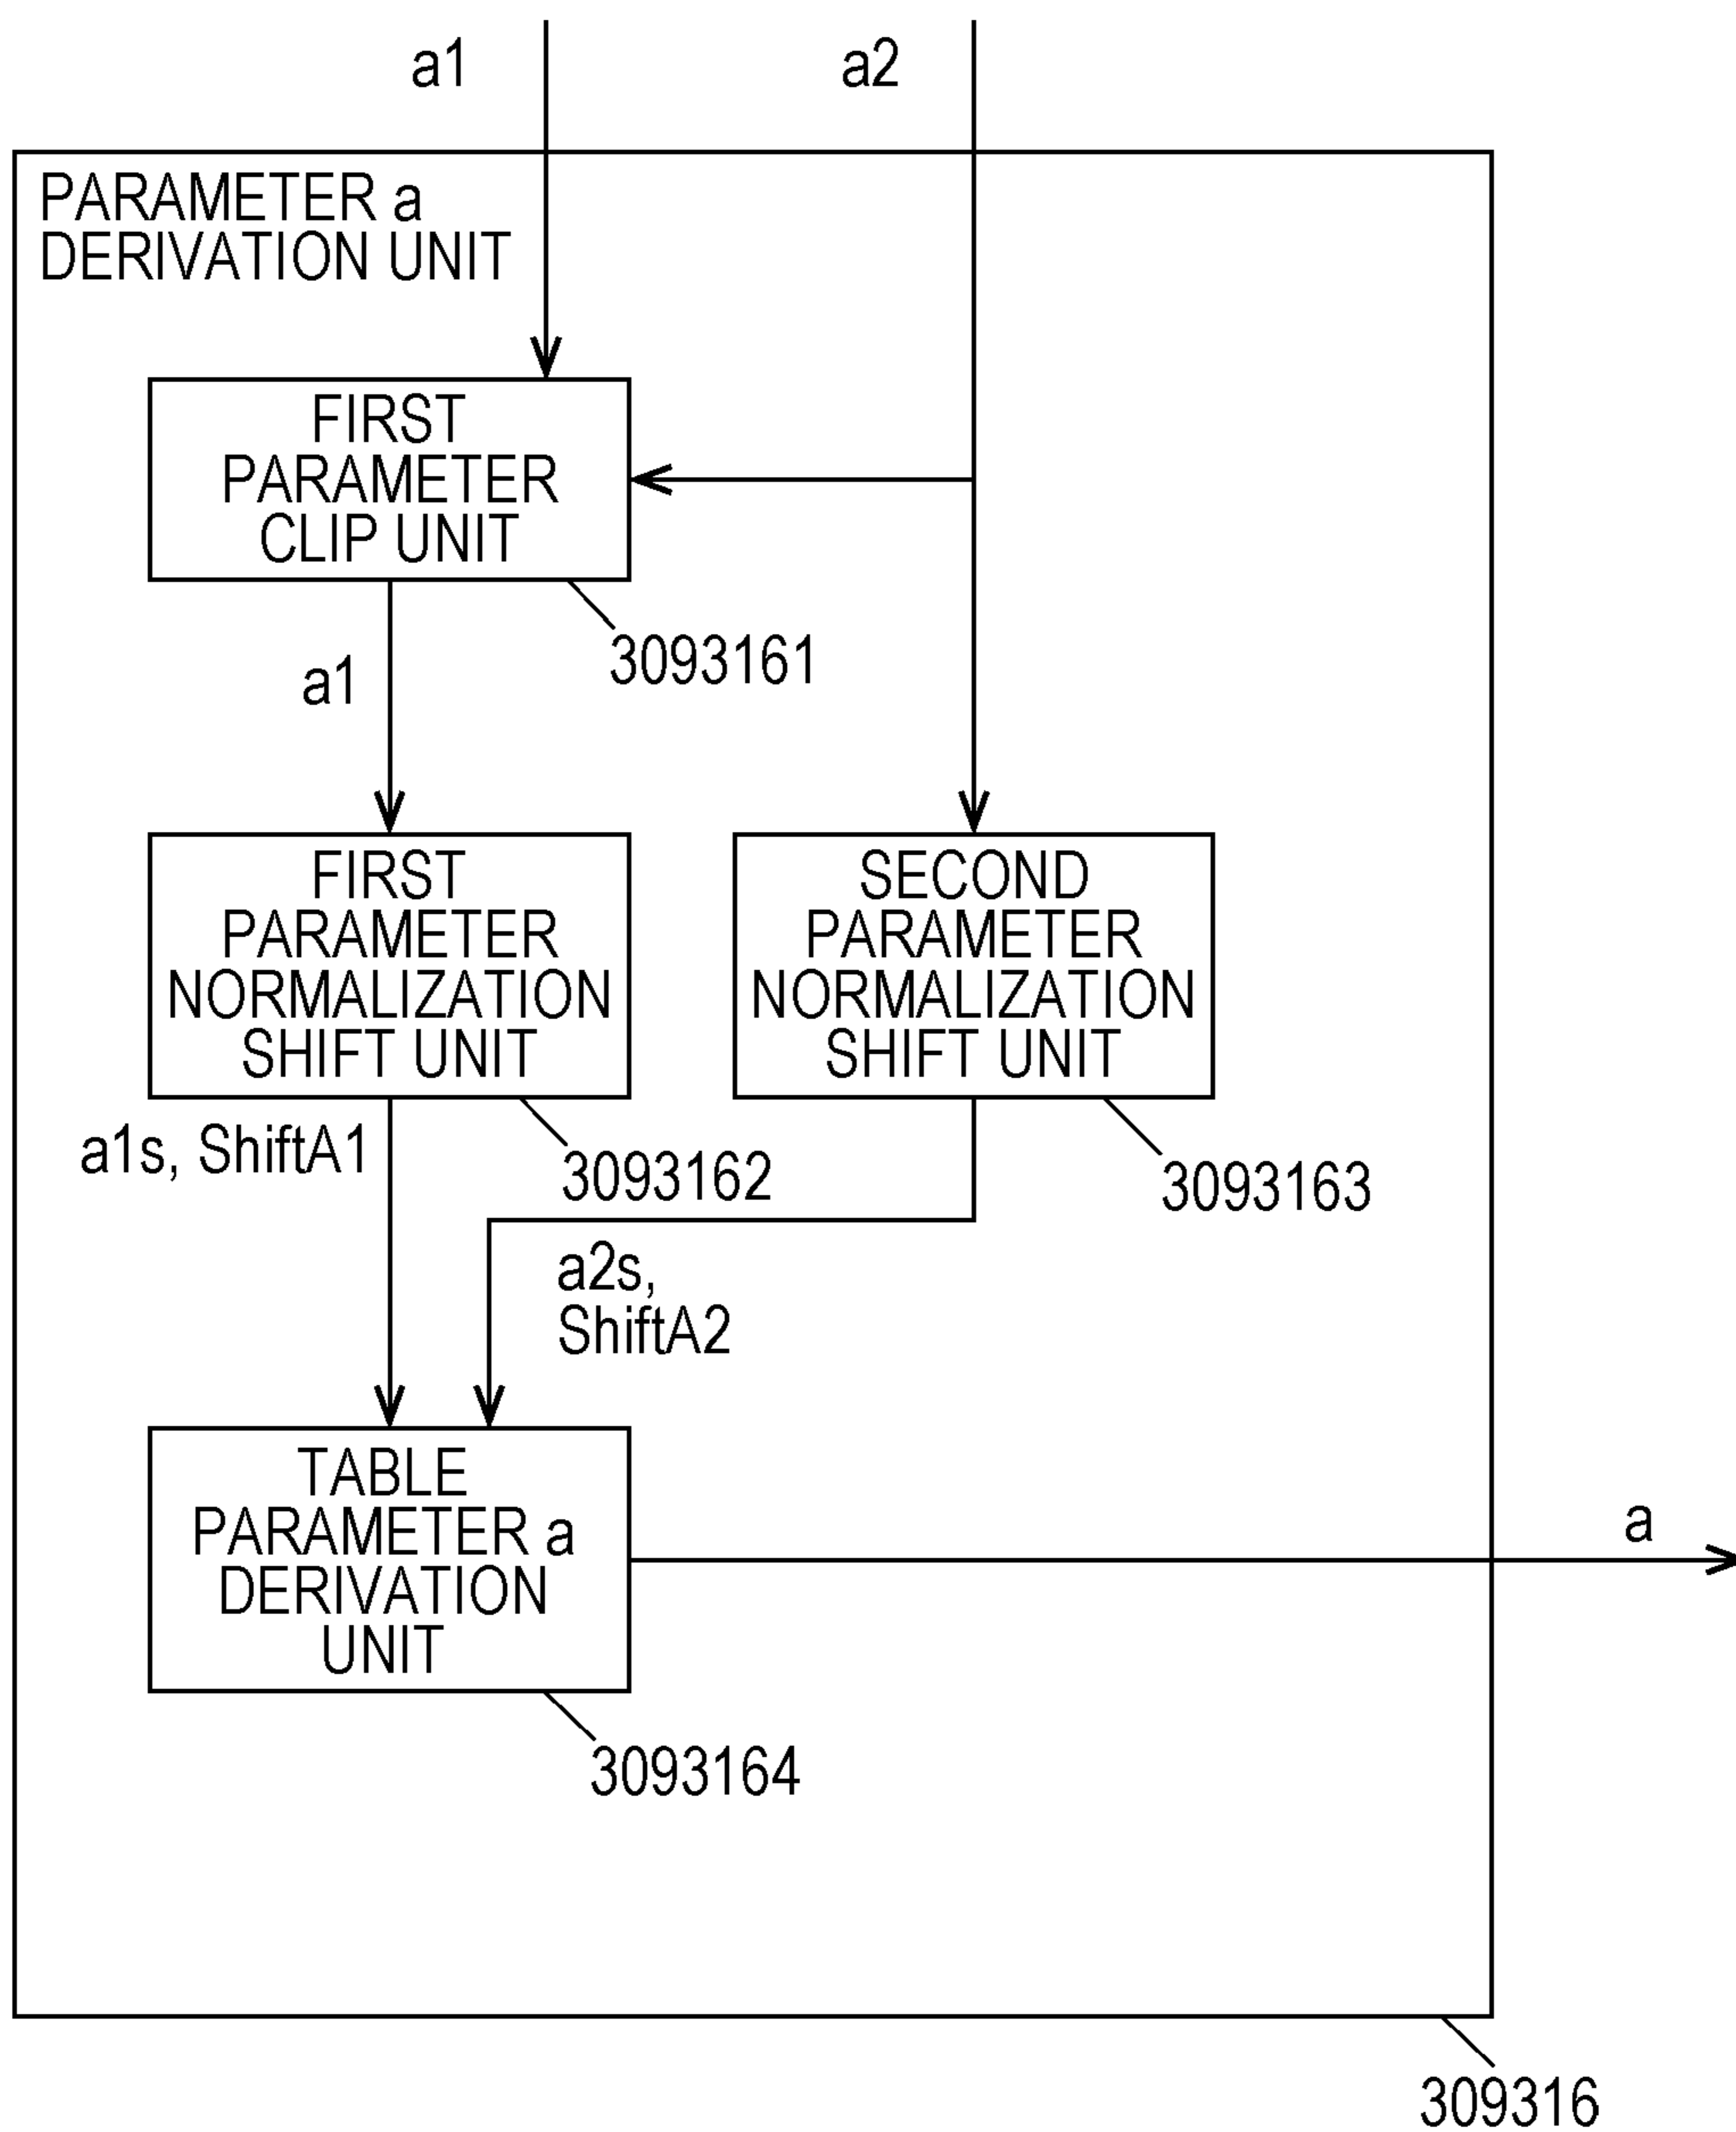 a1
a2
PARAMETER a
DERIVATION UNIT
FIRST
PARAMETER
CLIP UNIT
3093161
a1
FIRST
PARAMETER
NORMALIZATION
SHIFT UNIT
SECOND
PARAMETER
NORMALIZATION
SHIFT UNIT
a1s, ShiftA1
3093162
3093163
a2s,
ShiftA2
TABLE
PARAMETER a
DERIVATION
UNIT
a
3093164
309316